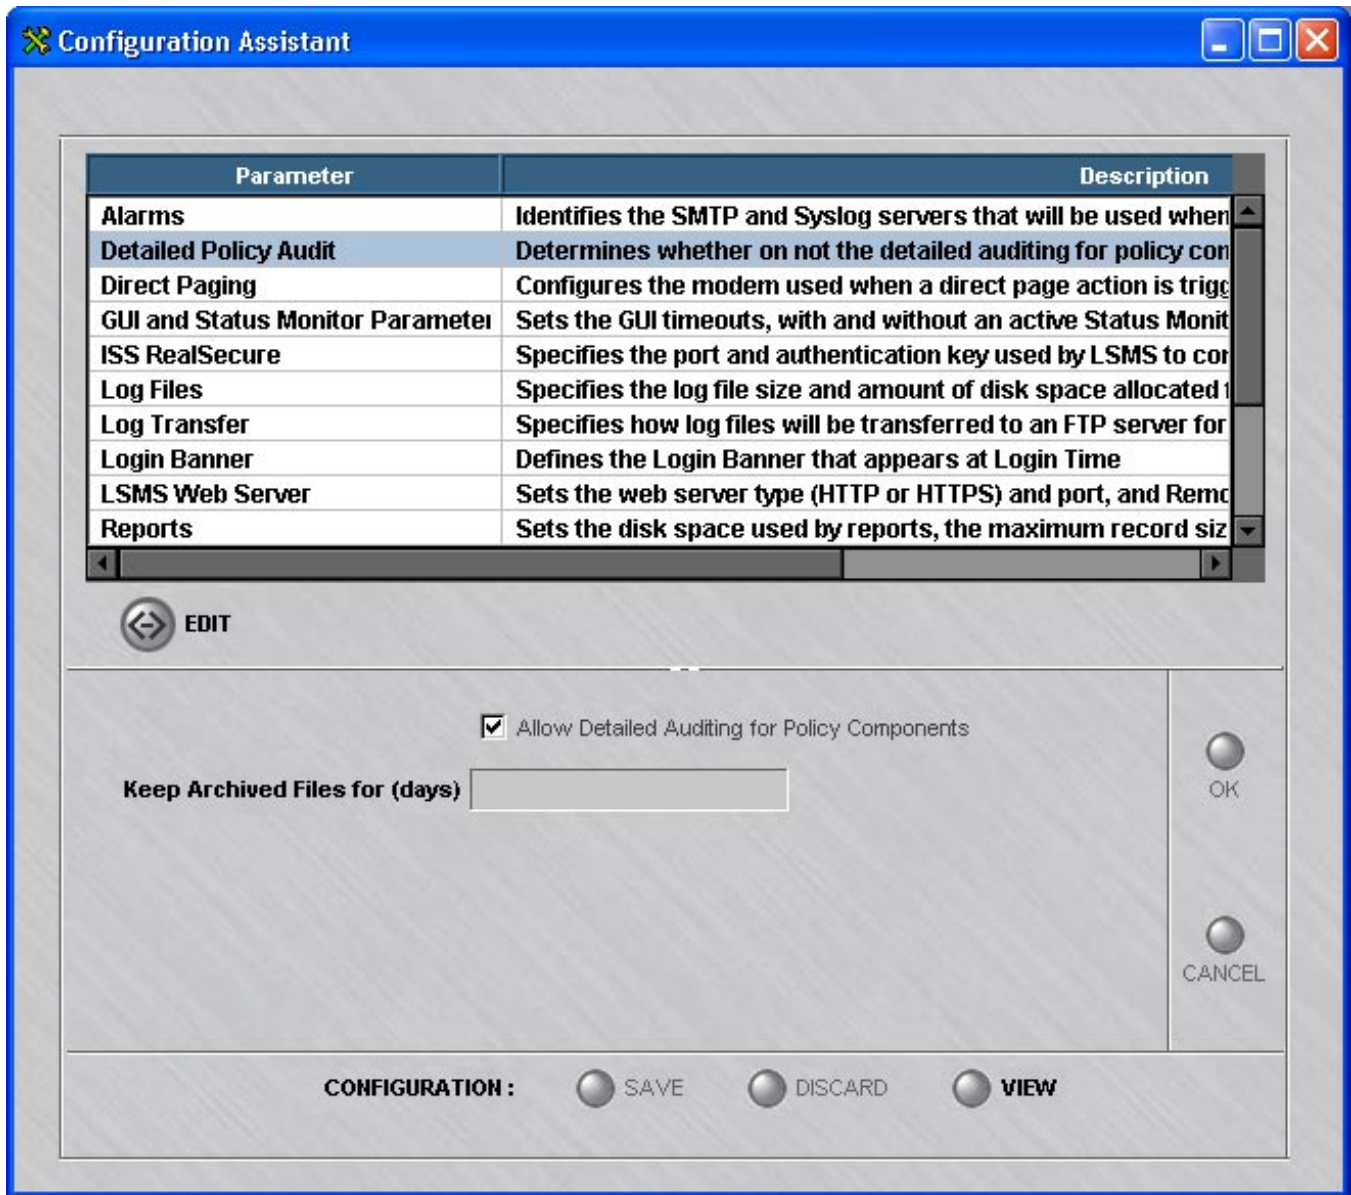 Configuration Assistant
Parameter Description
Alarms Identifies the SMTP and Syslog servers that will be used when
Detailed Policy Audit Determines whether on not the detailed auditing for policy con
Direct Paging Configures the modem used when a direct page action is trigg
GUI and Status Monitor Parameter Sets the GUI timeouts, with and without an active Status Monit
ISS RealSecure Specifies the port and authentication key used by LSMS to cor
Log Files Specifies the log file size and amount of disk space allocated
Log Transfer Specifies how log files will be transferred to an FTP server for
Login Banner Defines the Login Banner that appears at Login Time
LSMS Web Server Sets the web server type (HTTP or HTTPS) and port, and Remo
Reports Sets the disk space used by reports, the maximum record siz
EDIT
Allow Detailed Auditing for Policy Components
Keep Archived Files for (days)
OK
CANCEL
CONFIGURATION : SAVE DISCARD VIEW